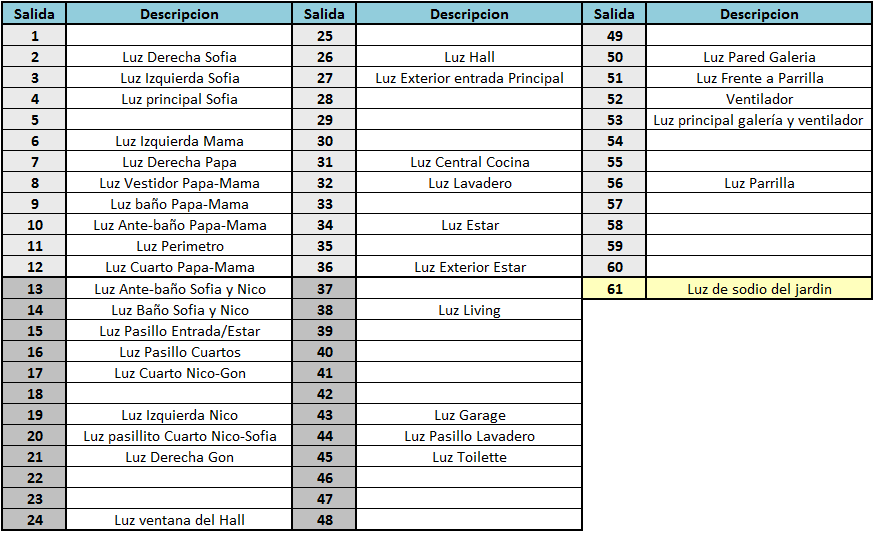 Salida Descripcion Salida Descripcion Salida Descripcion
1 25 49
2 Luz Derecha Sofia 26 Luz Hall 50 Luz Pared Galeria
3 Luz Izquierda Sofia 27 Luz Exterior entrada Principal 51 Luz Frente a Parrilla
4 Luz principal Sofia 28 52 Ventilador
5 29 53 Luz principal galería y ventilador
6 Luz Izquierda Mama 30 54
7 Luz Derecha Papa 31 Luz Central Cocina 55
8 Luz Vestidor Papa-Mama 32 Luz Lavadero 56 Luz Parrilla
9 Luz baño Papa-Mama 33 57
10 Luz Ante-baño Papa-Mama 34 Luz Estar 58
11 Luz Perimetro 35 59
12 Luz Cuarto Papa-Mama 36 Luz Exterior Estar 60
13 Luz Ante-baño Sofia y Nico 37 61 Luz de sodio del jardin
14 Luz Baño Sofia y Nico 38 Luz Living
15 Luz Pasillo Entrada/Estar 39
16 Luz Pasillo Cuartos 40
17 Luz Cuarto Nico-Gon 41
18 42
19 Luz Izquierda Nico 43 Luz Garage
20 Luz pasillito Cuarto Nico-Sofia 44 Luz Pasillo Lavadero
21 Luz Derecha Gon 45 Luz Toilette
22 46
23 47
24 Luz ventana del Hall 48